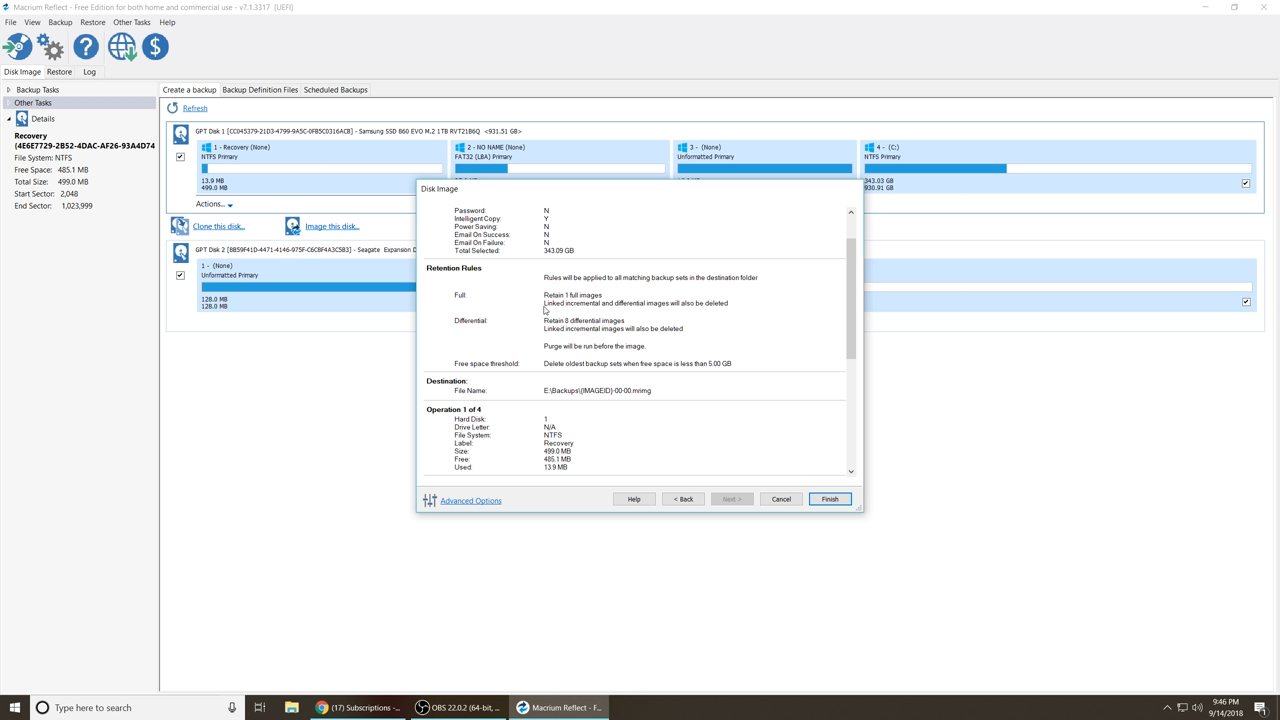 Macrium Reflect - Free Edition for both home and commercial use - v7.1.3317 [UEFI]
File View Backup Restore Other Tasks Help
Disk Image Restore Log
Backup Tasks
Other Tasks
Details
Recovery
{4E6E7729-2B52-4DAC-AF26-93A4D74
File System: NTFS
Free Space: 485.1 MB
Total Size: 499.0 MB
Start Sector: 2,048
End Sector: 1,023,999
Create a backup Backup Definition Files Scheduled Backups
Refresh
GPT Disk 1 [CC045379-21D3-4799-9A5C-0FB5C0316ACB] - Samsung SSD 860 EVO M.2 1TB RVT21B6Q <931.51 GB>
1 - Recovery (None)
NTFS Primary
13.9 MB
499.0 MB
2 - NO NAME (None)
FAT32 (LBA) Primary
3 - (None)
Unformatted Primary
4 - (C:)
NTFS Primary
343.03 GB
930.91 GB
Actions...
Clone this disk... Image this disk...
GPT Disk 2 [BB59F41D-4471-4146-975F-C6C8F4A3C5B3] - Seagate Expansion D
1 - (None)
Unformatted Primary
128.0 MB
128.0 MB
Disk Image
Password: N
Intelligent Copy: Y
Power Saving: N
Email On Success: N
Email On Failure: N
Total Selected: 343.09 GB
Retention Rules
Rules will be applied to all matching backup sets in the destination folder
Full: Retain 1 full images
Linked incremental and differential images will also be deleted
Differential: Retain 8 differential images
Linked incremental images will also be deleted
Purge will be run before the image.
Free space threshold: Delete oldest backup sets when free space is less than 5.00 GB
Destination:
File Name: E:\Backups\{IMAGEID}-00-00.mrimg
Operation 1 of 4
Hard Disk: 1
Drive Letter: N/A
File System: NTFS
Label: Recovery
Size: 499.0 MB
Free: 485.1 MB
Used: 13.9 MB
Advanced Options Help < Back Next > Cancel Finish
Type here to search
(17) Subscriptions -...
OBS 22.0.2 (64-bit, ...
Macrium Reflect - F...
9:46 PM
9/14/2018
1